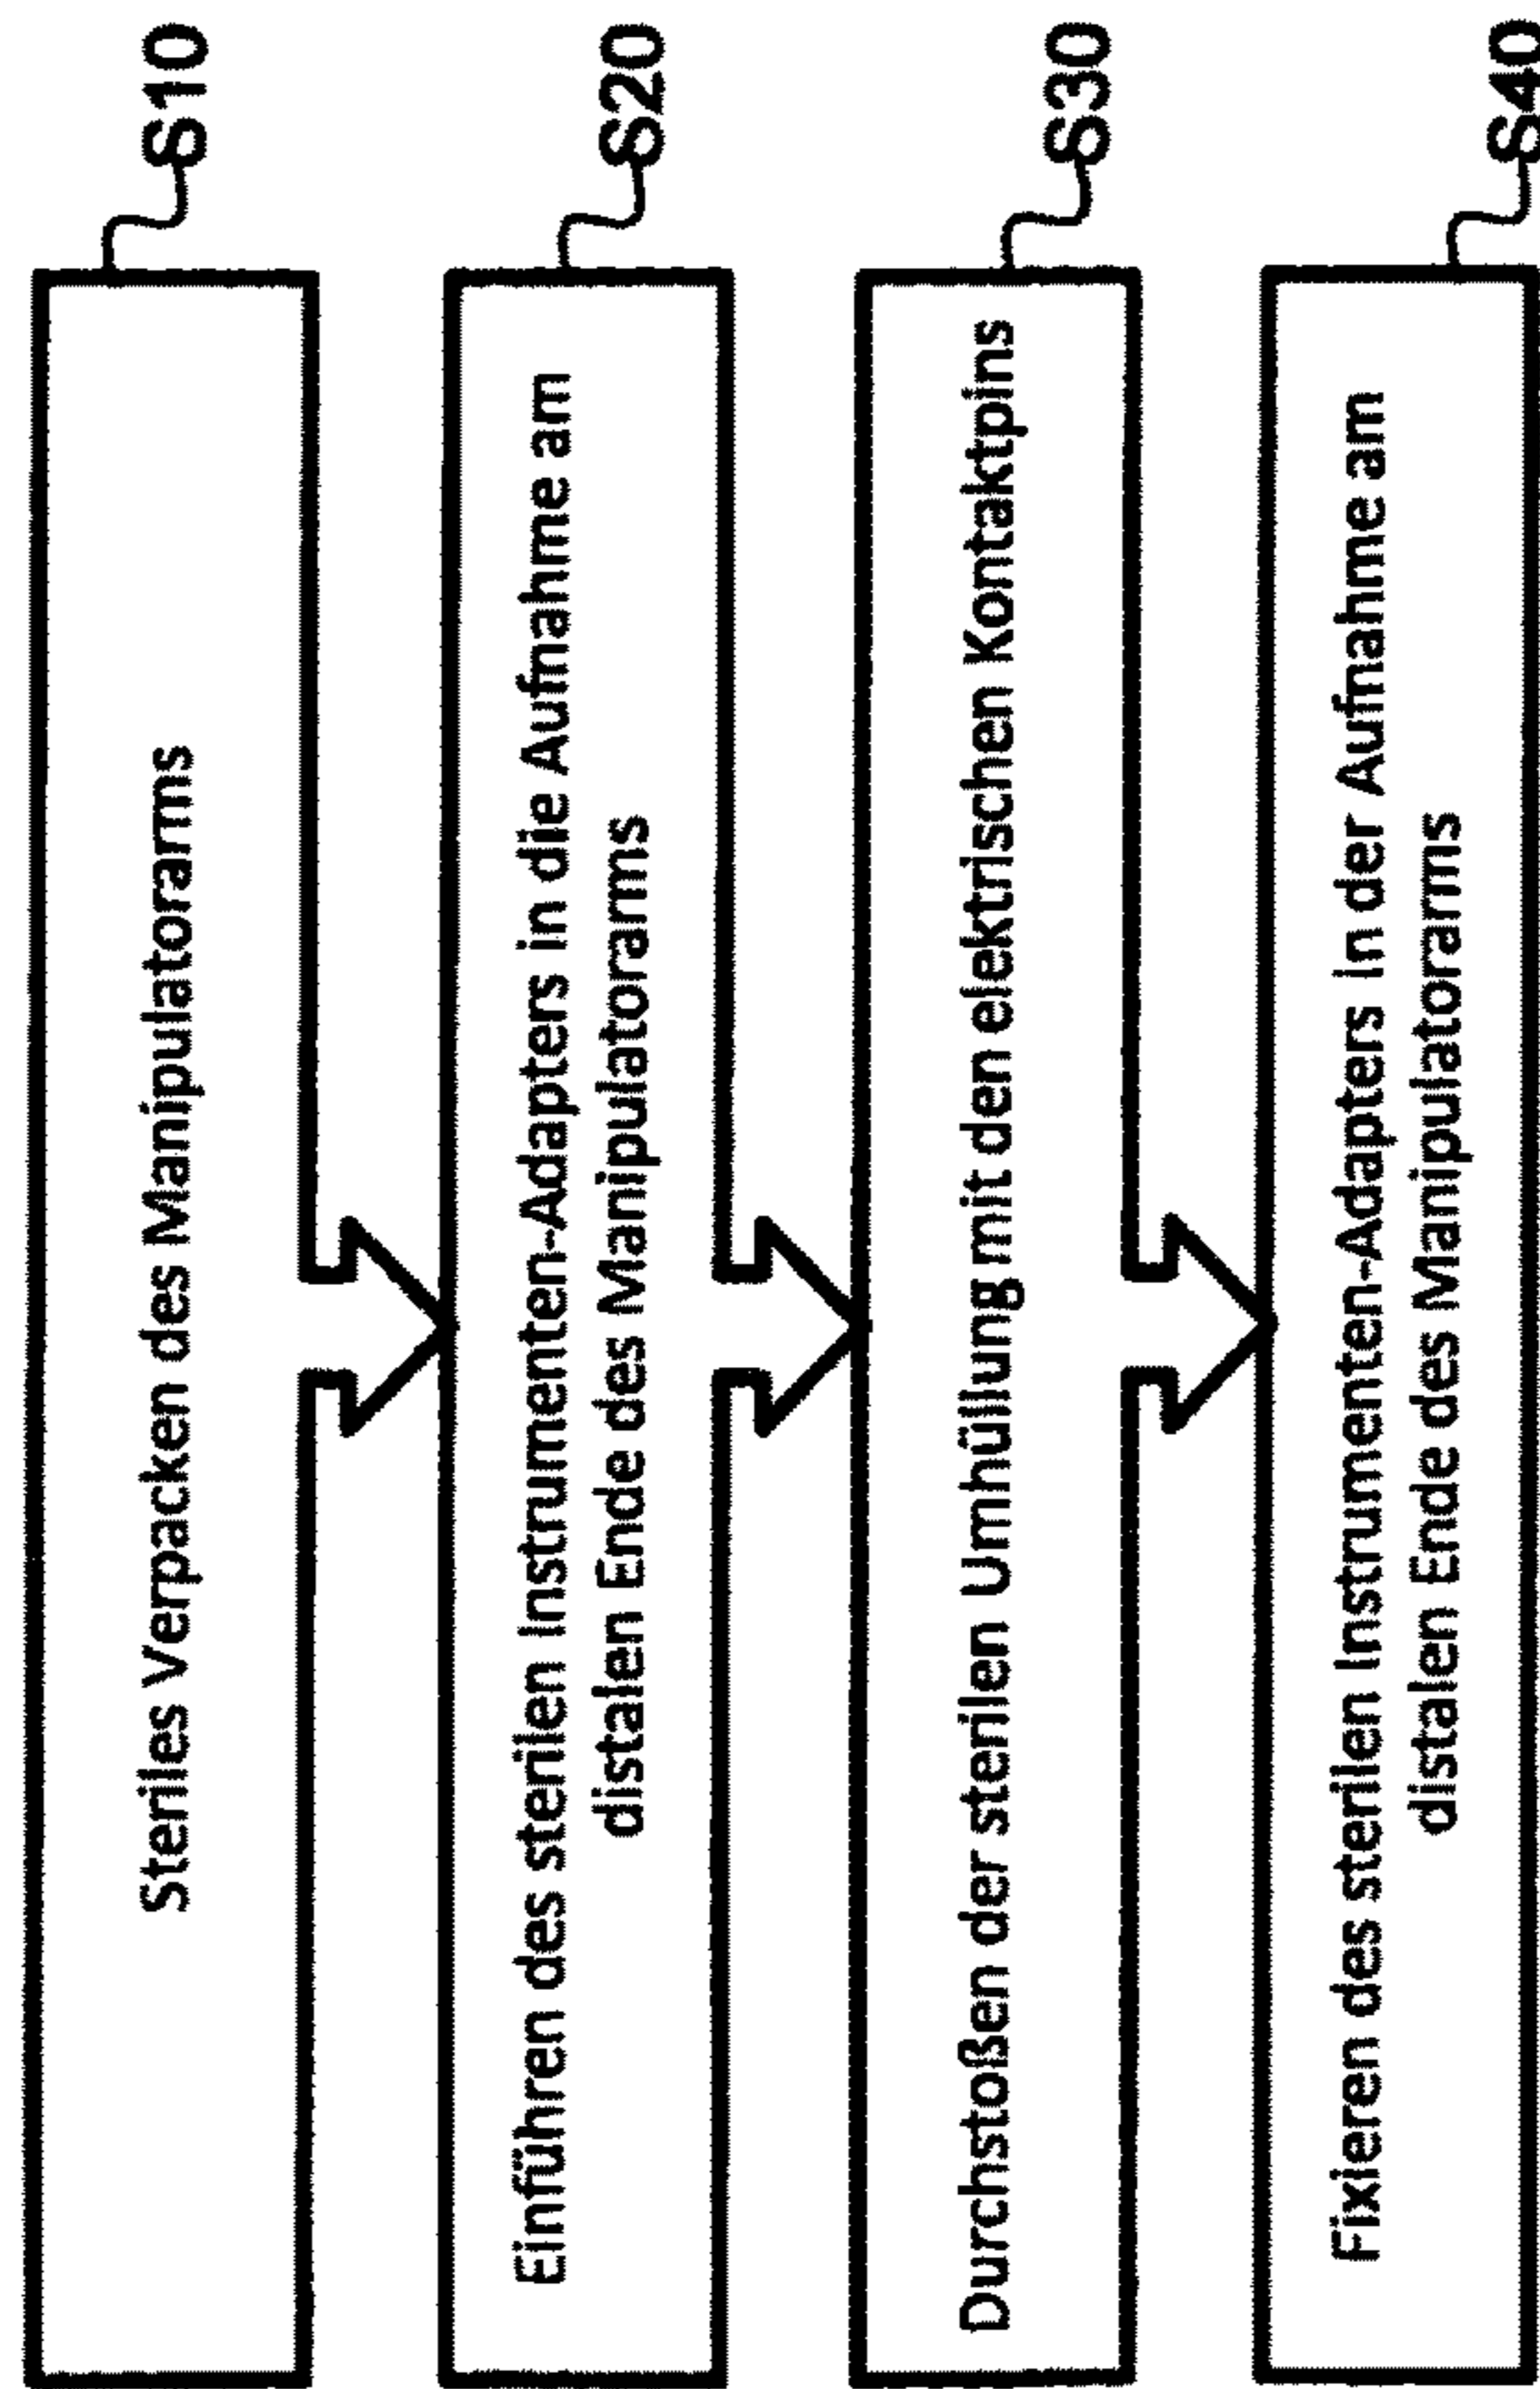 Steriles Verpacken des Manipulatorarms
S10
Einführen des sterilen Instrumenten-Adapters in die Aufnahme am
distalen Ende des Manipulatorarms
S20
Durchstoßen der sterilen Umhüllung mit den elektrischen Kontaktpins
S30
Fixieren des sterilen Instrumenten-Adapters in der Aufnahme am
distalen Ende des Manipulatorarms
S40